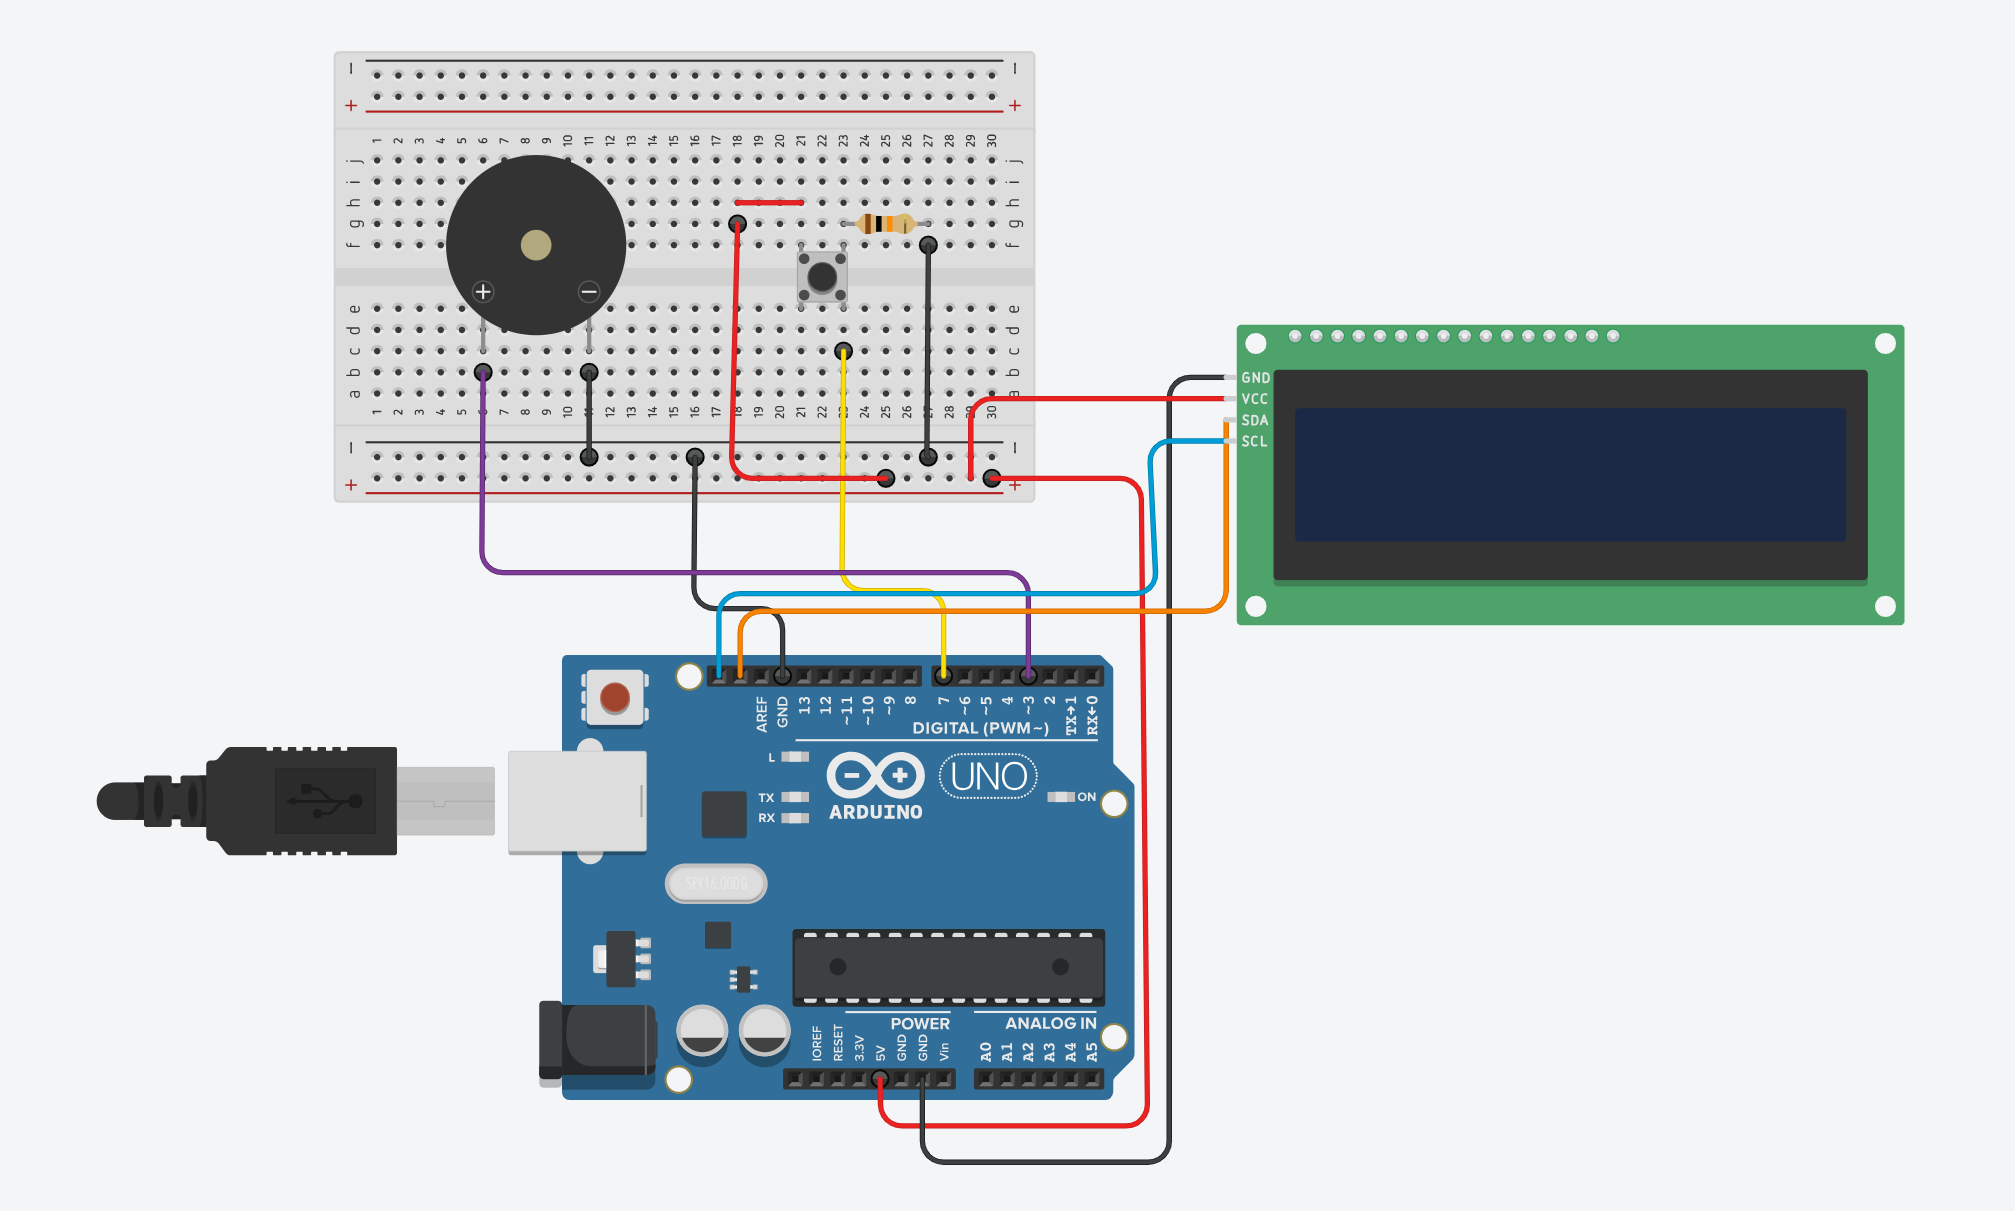 − −
+ +
1 2 3 4 5 6 7 8 9 10 11 12 13 14 15 16 17 18 19 20 21 22 23 24 25 26 27 28 29 30
j j
i i
h h
g g
f f
+ −
e e
d d
c c
b b
a a
1 2 3 4 5 6 7 8 9 10 11 12 13 14 15 16 17 18 19 20 21 22 23 24 25 26 27 28 29 30
− −
+ +
GND
VCC
SDA
SCL
AREF GND 13 12 ~11 ~10 ~9 8 7 ~6 ~5 4 ~3 2 TX→1 RX←0
DIGITAL (PWM ~)
L
UNO
TX
RX
ARDUINO
ON
SPK16.000G
POWER
ANALOG IN
IOREF RESET 3.3V 5V GND GND Vin A0 A1 A2 A3 A4 A5